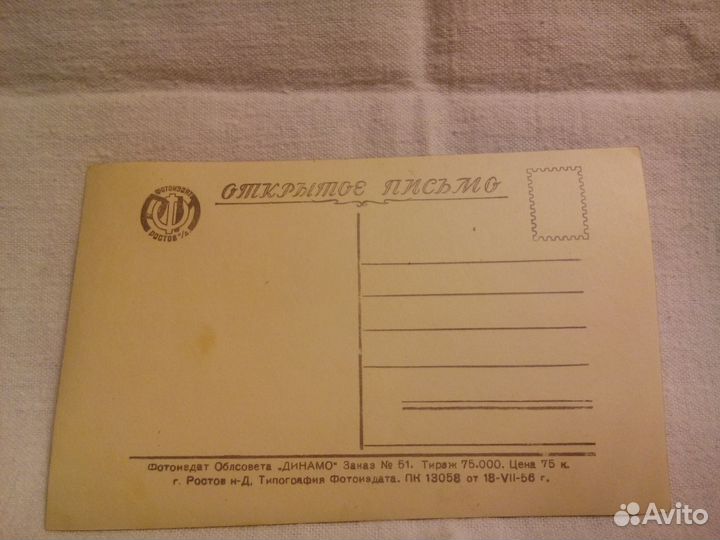 ФОТОИЗДАТ
РОСТОВ Н/Д
ОТКРЫТОЕ ПИСЬМО
Фотоиздат Облсовета „ДИНАМО" Заказ № 51. Тираж 75.000. Цена 75 к.
г. Ростов н-Д, Типография Фотоиздата. ПК 13058 от 18-VII-56 г.
Avito